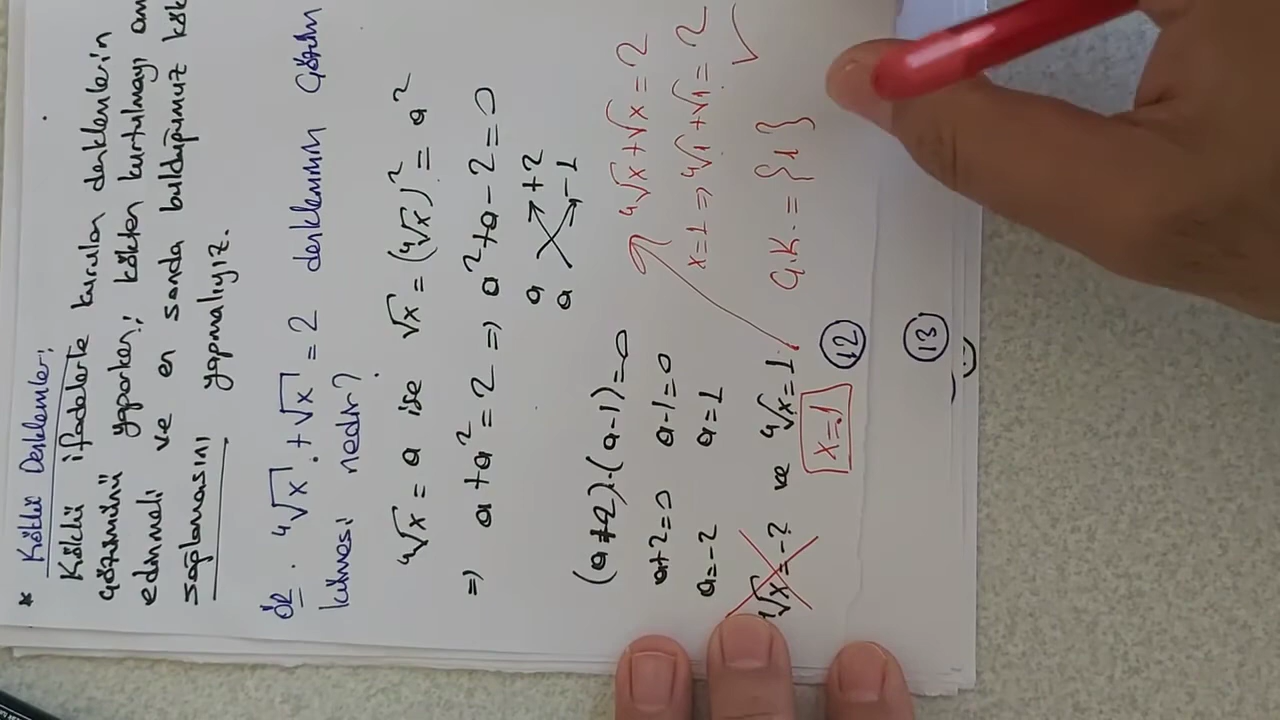 * Köklü Denklemler;
Köklü ifadelerle kurulan denklemlerin
çözümünü yaparken; kökten kurtulmayı
edinmeli ve en sonda bulduğumuz
sağlamasını yapmalıyız.
ÖR. ⁴√x + √x = 2 denkleminin çözüm
kümesi nedir?
⁴√x = a ise √x = (⁴√x)² = a²
=) a + a² = 2 =) a² + a - 2 = 0
a +2
a -1
(a+2).(a-1)=0
a+2=0 a-1=0
a=-2 a=1
⁴√x=-2 ve ⁴√x=1
x=1
⁴√x+√x=2
x=1 =) ⁴√1+√1=2 ✓
Ç.K.={1}
12
13